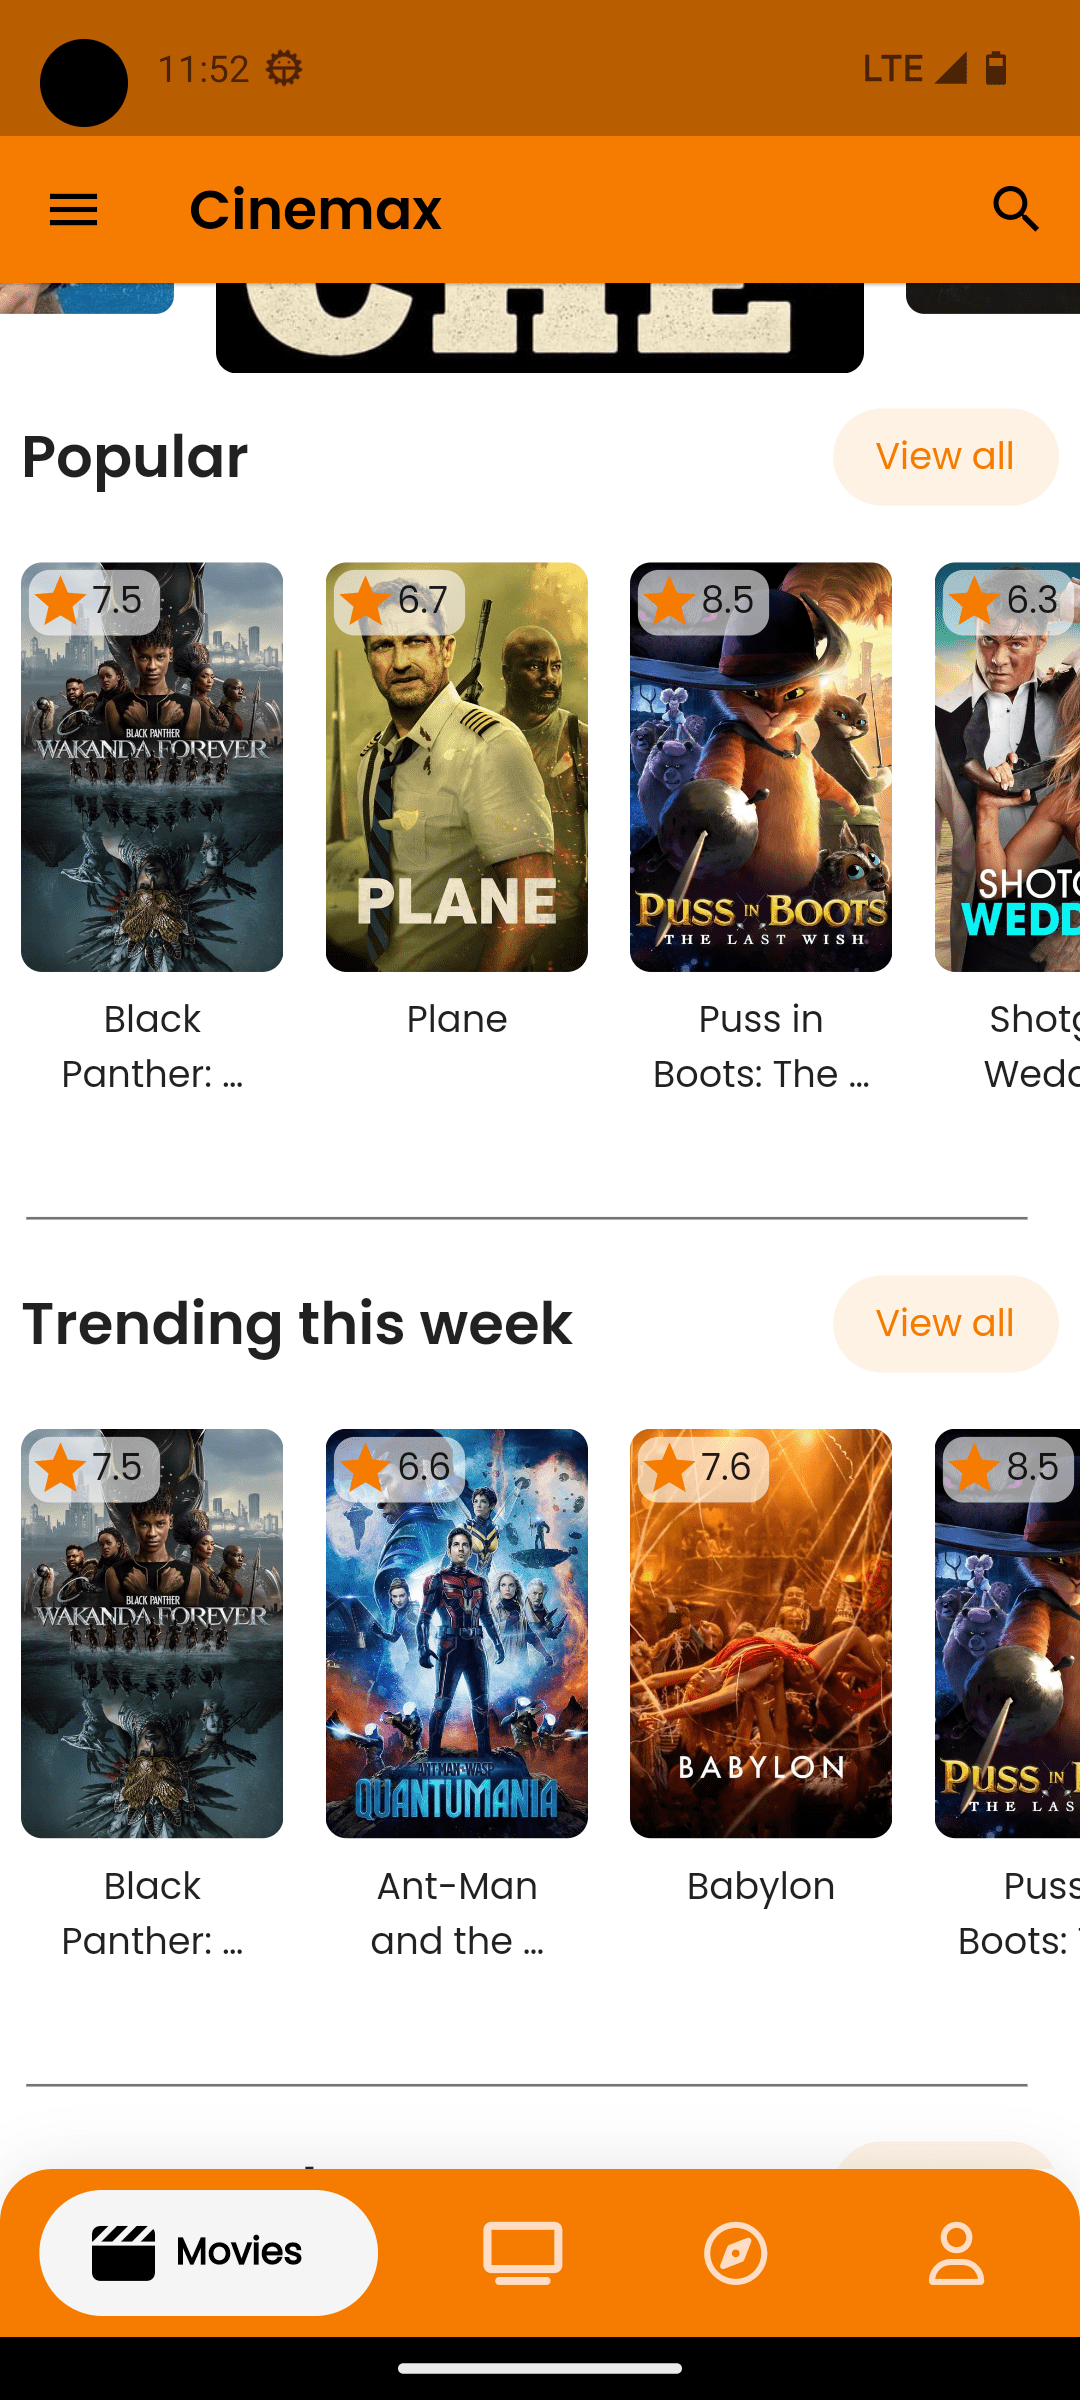 11:52
LTE
Cinemax
CHE
Popular
View all
7.5
6.7
8.5
6.3
BLACK PANTHER
WAKANDA FOREVER
PLANE
PUSS IN BOOTS
THE LAST WISH
SHOTG
WEDD
Black
Panther: ...
Plane
Puss in
Boots: The ...
Shotg
Wedd
Trending this week
View all
7.5
6.6
7.6
8.5
BLACK PANTHER
WAKANDA FOREVER
ANT-MAN AND THE WASP
QUANTUMANIA
BABYLON
PUSS IN
THE LAS
Black
Panther: ...
Ant-Man
and the ...
Babylon
Puss
Boots:
Movies